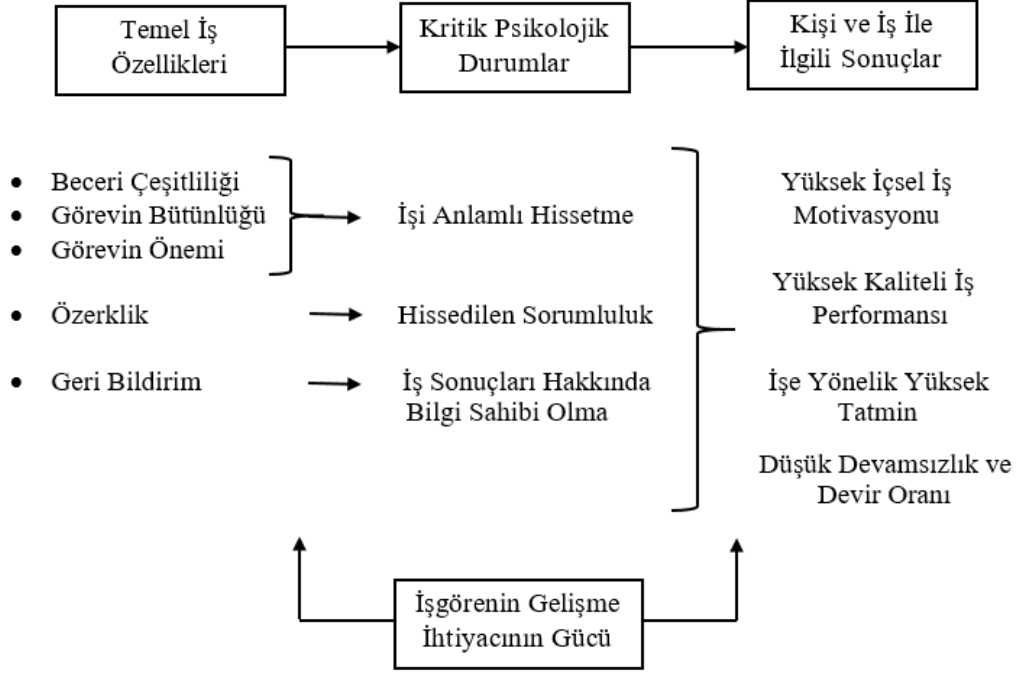 Temel İş
Özellikleri
Kritik Psikolojik
Durumlar
Kişi ve İş İle
İlgili Sonuçlar
• Beceri Çeşitliliği
• Görevin Bütünlüğü
• Görevin Önemi
İşi Anlamlı Hissetme
• Özerklik
Hissedilen Sorumluluk
• Geri Bildirim
İş Sonuçları Hakkında
Bilgi Sahibi Olma
Yüksek İçsel İş
Motivasyonu
Yüksek Kaliteli İş
Performansı
İşe Yönelik Yüksek
Tatmin
Düşük Devamsızlık ve
Devir Oranı
İşgörenin Gelişme
İhtiyacının Gücü